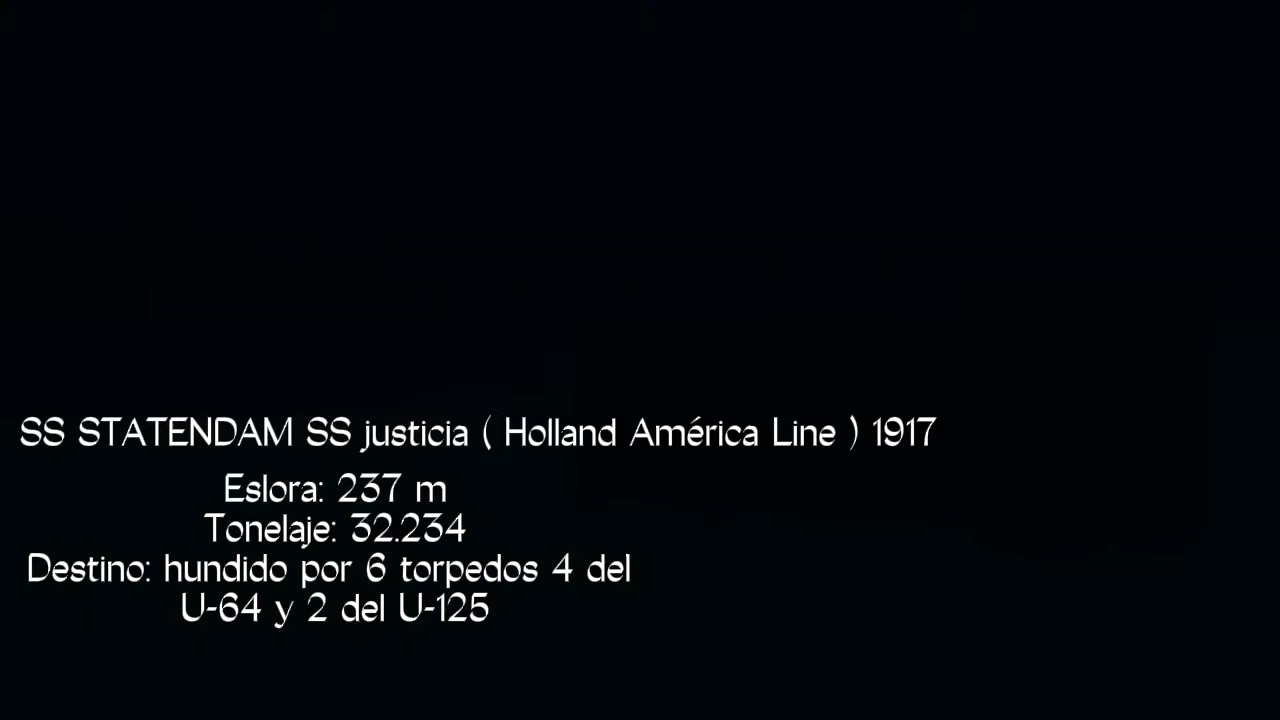 SS STATENDAM SS justicia ( Holland América Line ) 1917
Eslora: 237 m
Tonelaje: 32.234
Destino: hundido por 6 torpedos 4 del
U-64 y 2 del U-125